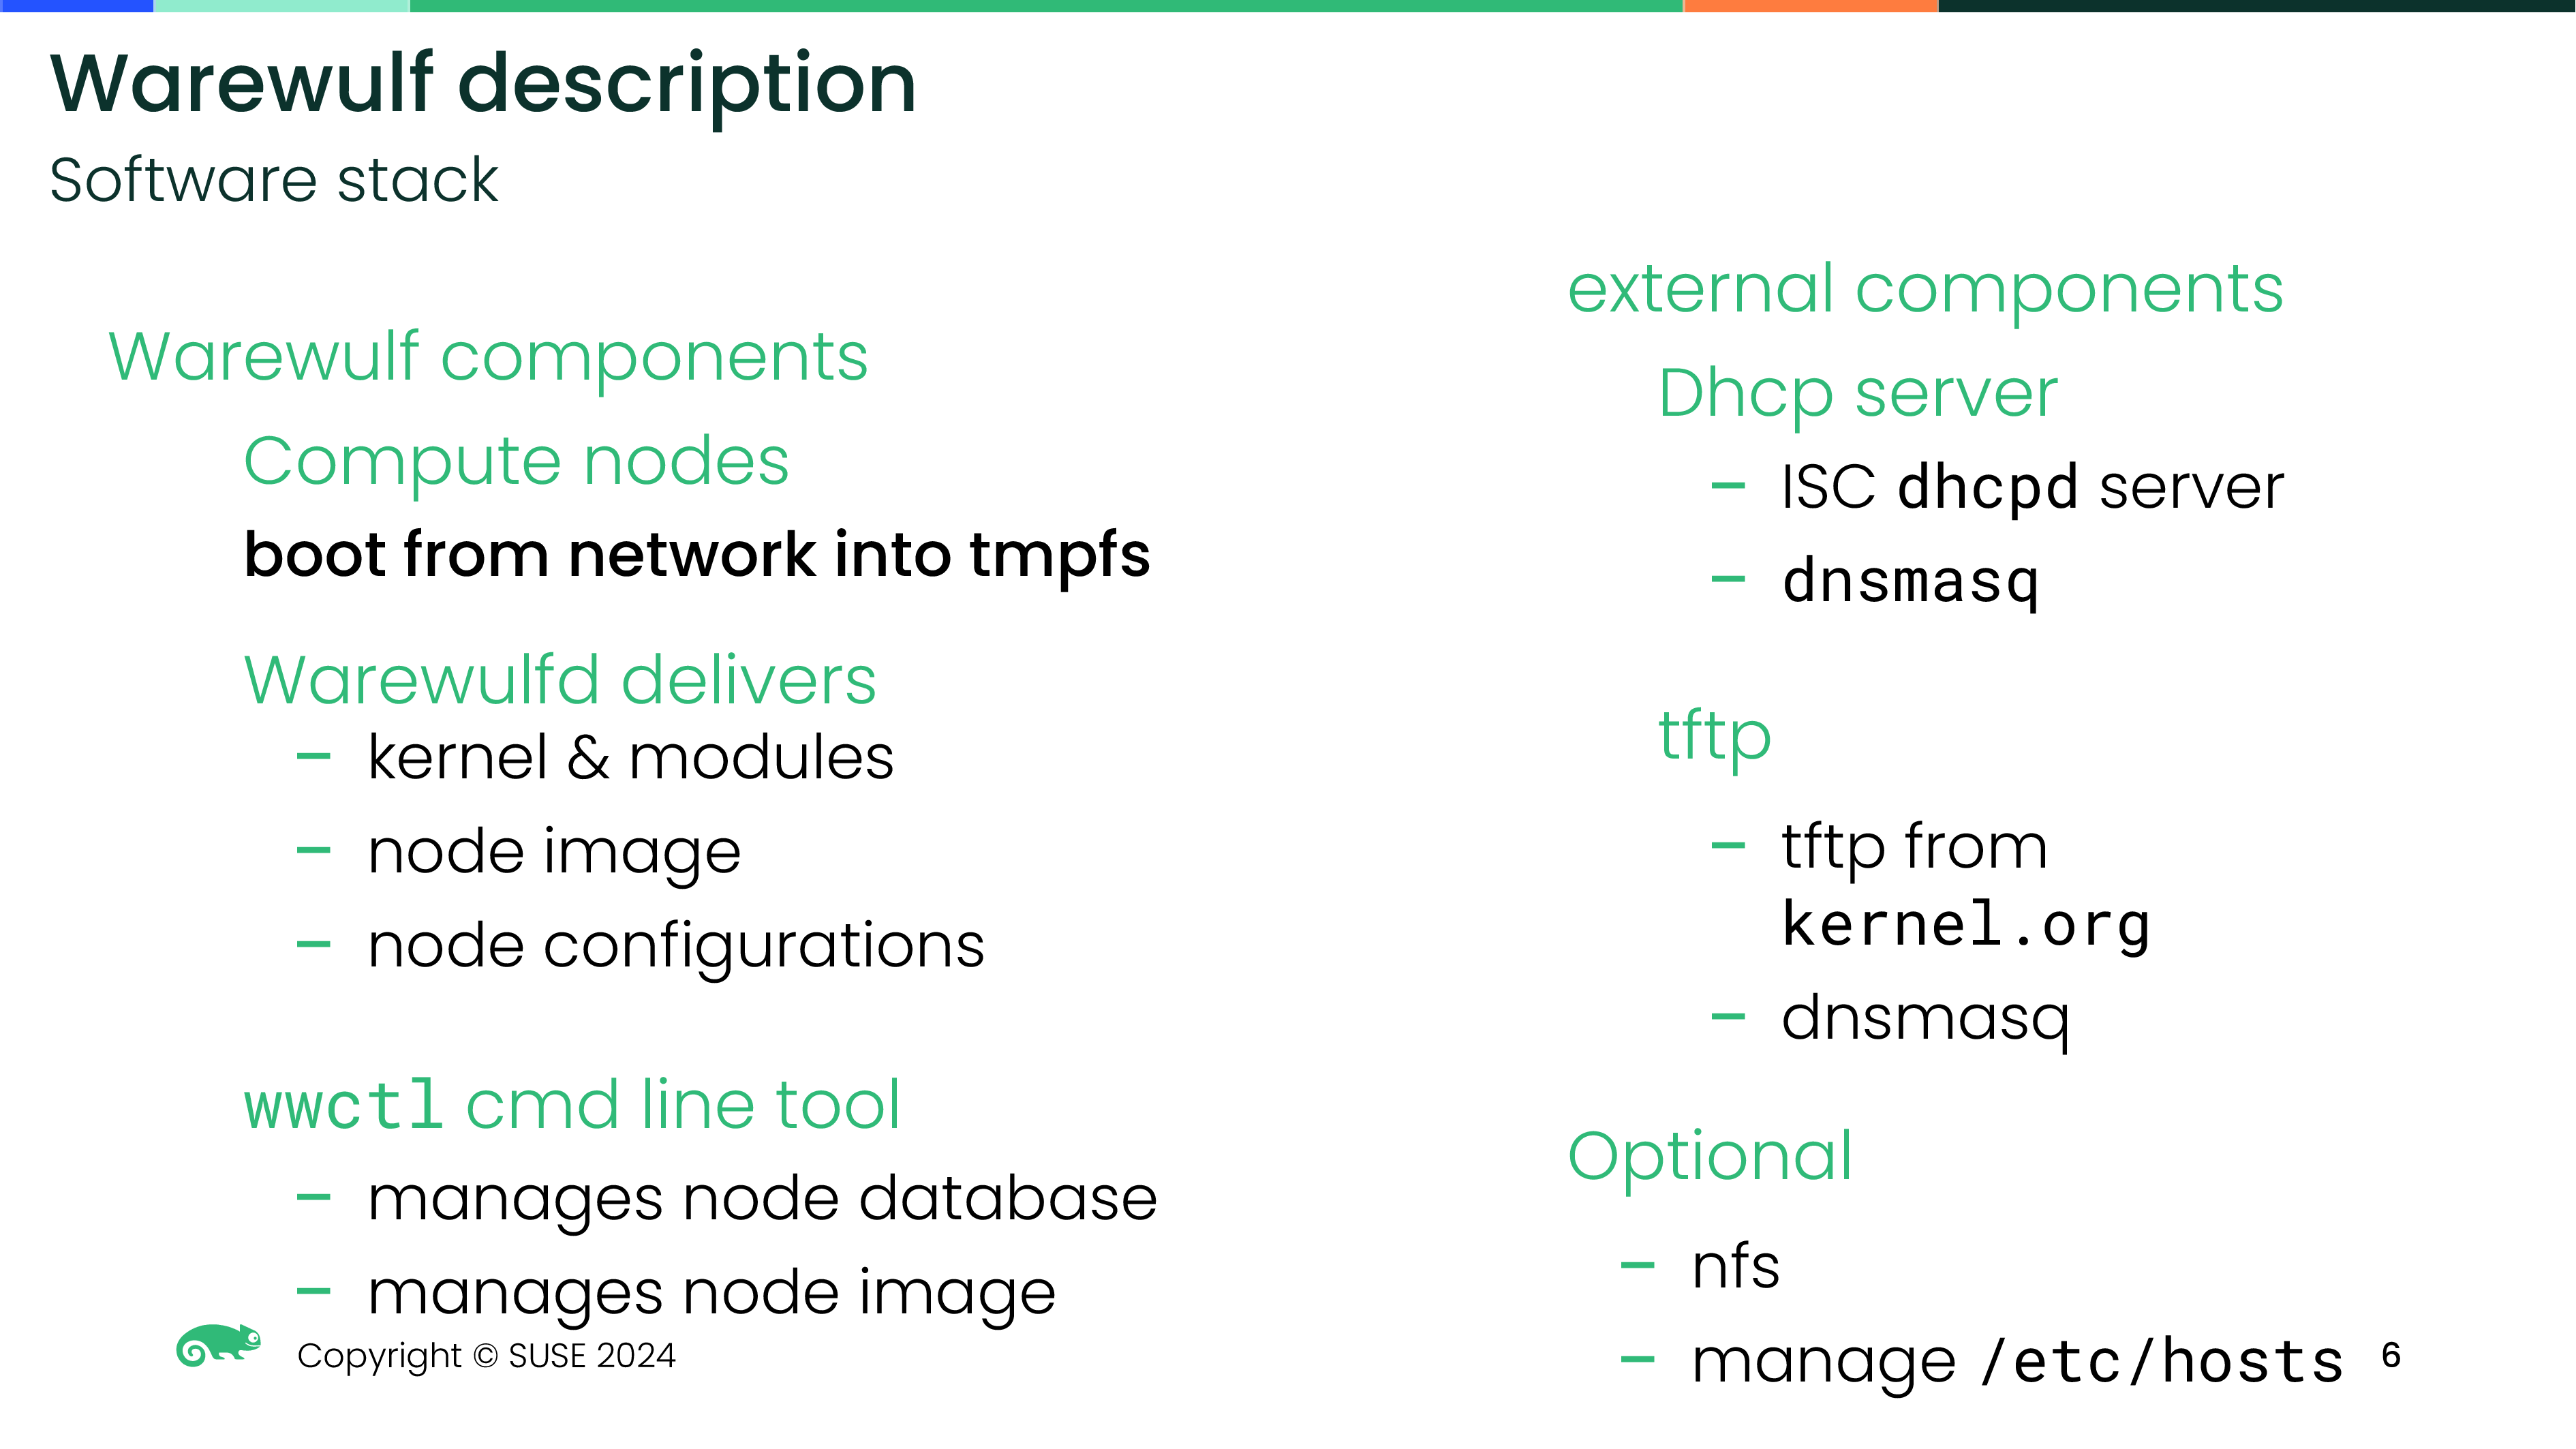 Warewulf description
Software stack
Warewulf components
Compute nodes
boot from network into tmpfs
Warewulfd delivers
– kernel & modules
– node image
– node configurations
wwctl cmd line tool
– manages node database
– manages node image
external components
Dhcp server
– ISC dhcpd server
– dnsmasq
tftp
– tftp from
kernel.org
– dnsmasq
Optional
– nfs
– manage /etc/hosts
Copyright © SUSE 2024
6